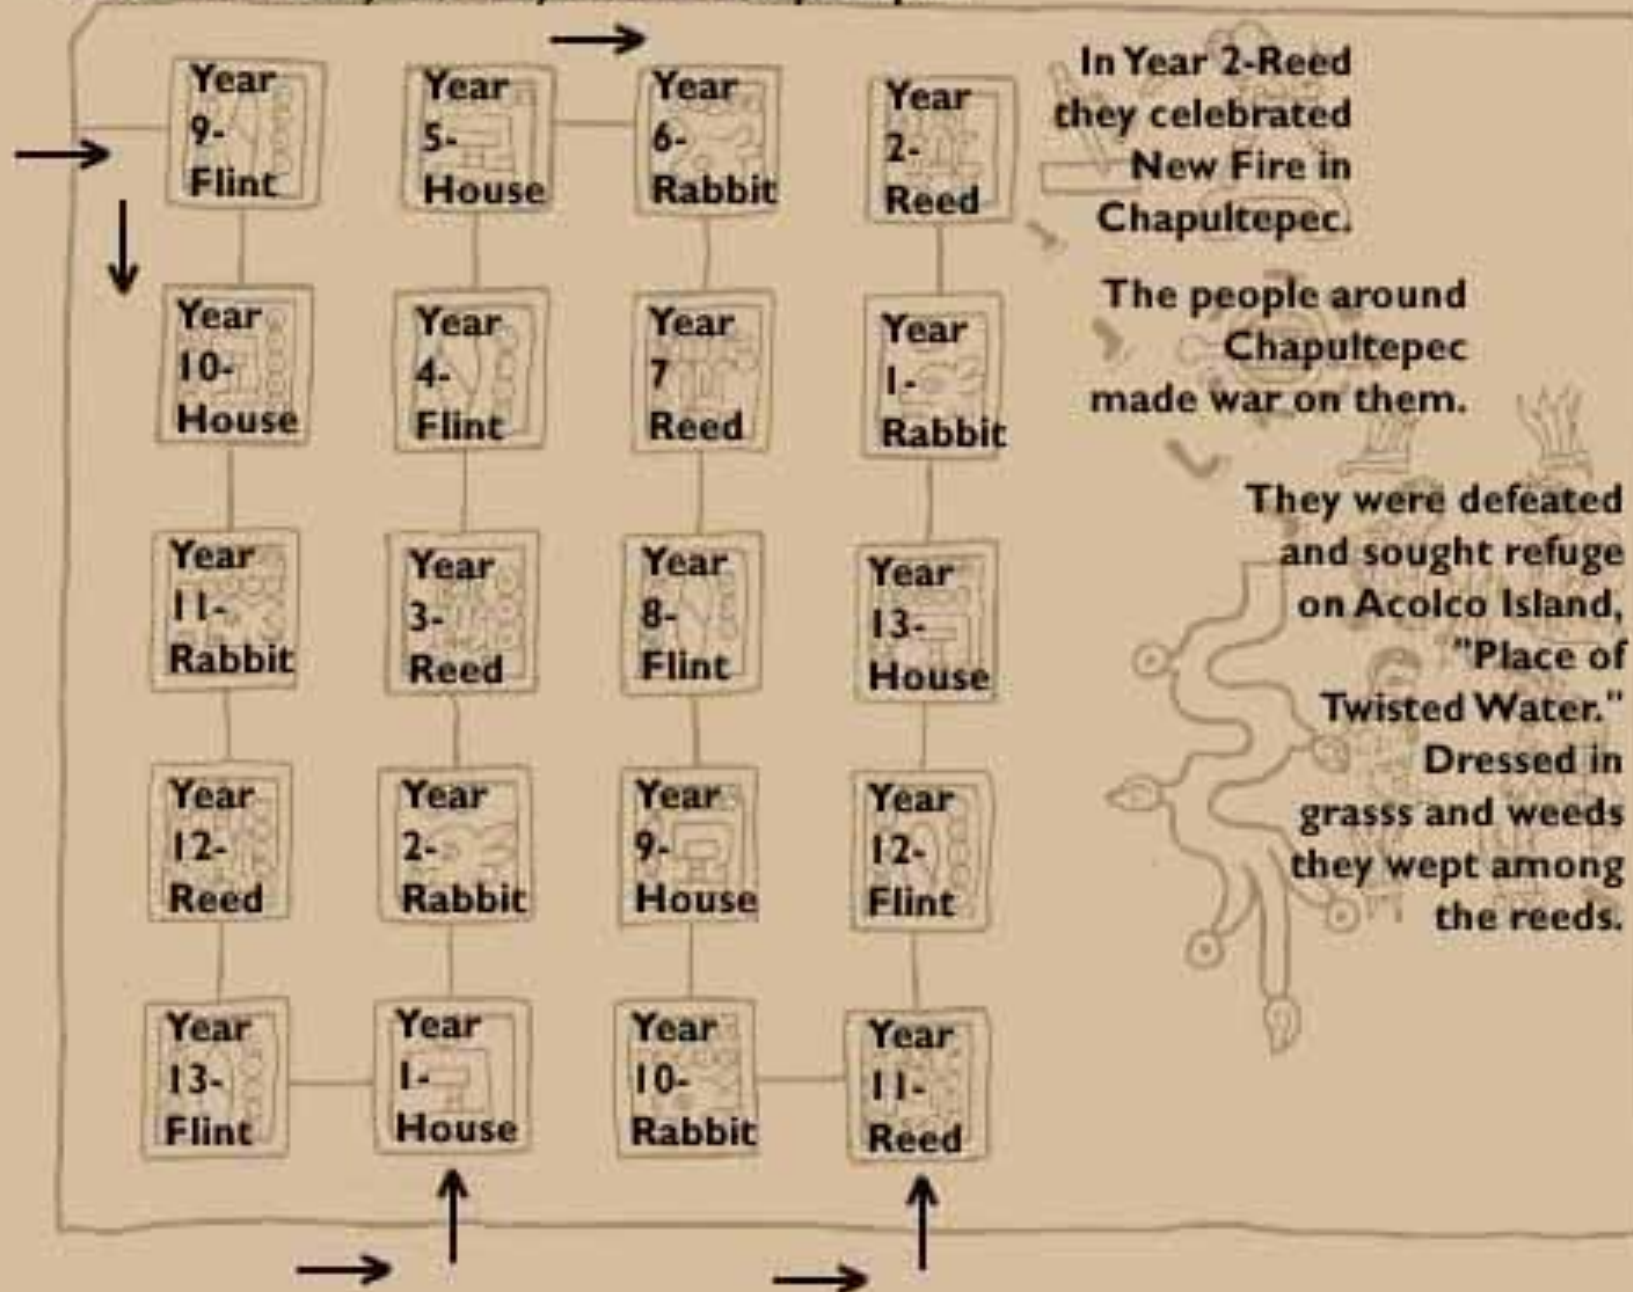 Year
9-
Flint
Year
10-
House
Year
11-
Rabbit
Year
12-
Reed
Year
13-
Flint
Year
1-
House
Year
2-
Rabbit
Year
3-
Reed
Year
4-
Flint
Year
5-
House
Year
6-
Rabbit
Year
7
Reed
Year
8-
Flint
Year
9-
House
Year
10-
Rabbit
Year
11-
Reed
Year
12-
Flint
Year
13-
House
Year
1-
Rabbit
Year
2-
Reed
In Year 2-Reed
they celebrated
New Fire in
Chapultepec.
The people around
Chapultepec
made war on them.
They were defeated
and sought refuge
on Acolco Island,
"Place of
Twisted Water."
Dressed in
grasss and weeds
they wept among
the reeds.